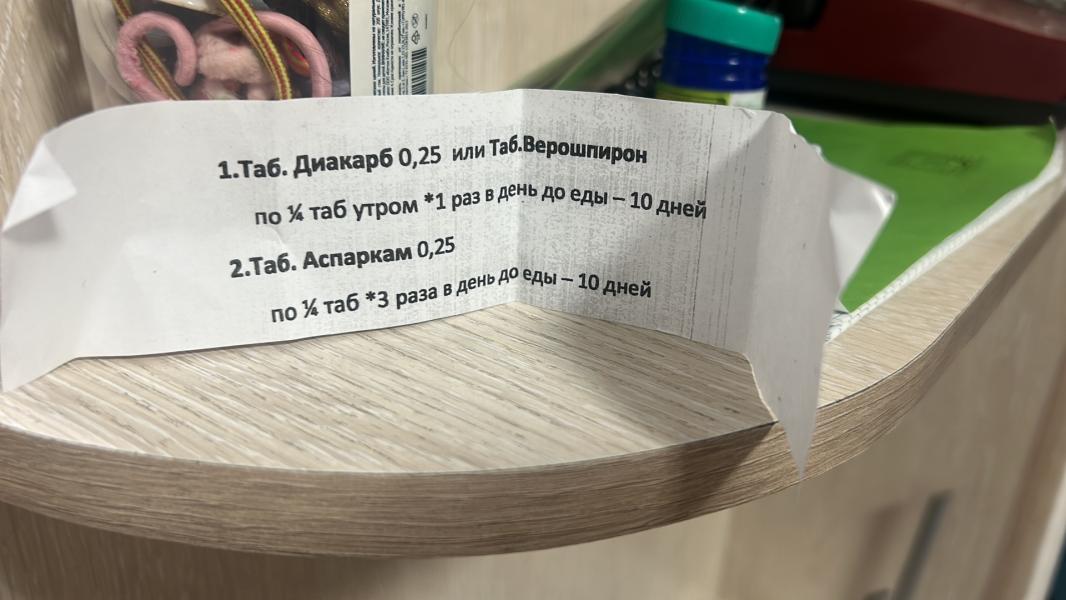 1.Таб. Диакарб 0,25 или Таб.Верошпирон
по ¼ таб утром *1 раз в день до еды – 10 дней
2.Таб. Аспаркам 0,25
по ¼ таб *3 раза в день до еды – 10 дней